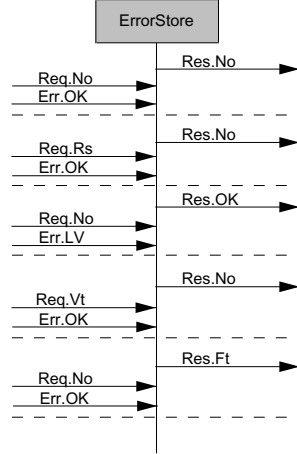 ErrorStore
Res.No
Req.No
Err.OK
Res.No
Req.Rs
Err.OK
Res.OK
Req.No
Err.LV
Res.No
Req.Vt
Err.OK
Res.Ft
Req.No
Err.OK